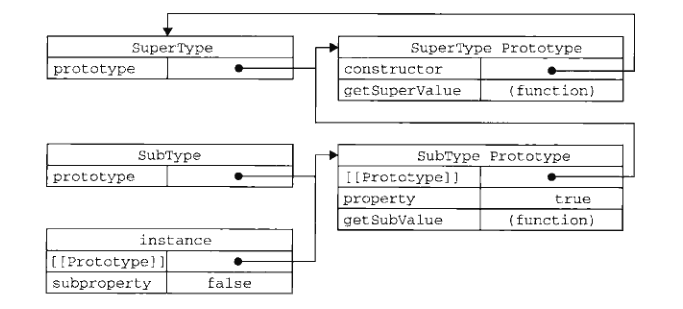 SuperType
prototype
SuperType Prototype
constructor
getSuperValue (function)
SubType
prototype
SubType Prototype
[[Prototype]]
property true
getSubValue (function)
instance
[[Prototype]]
subproperty false